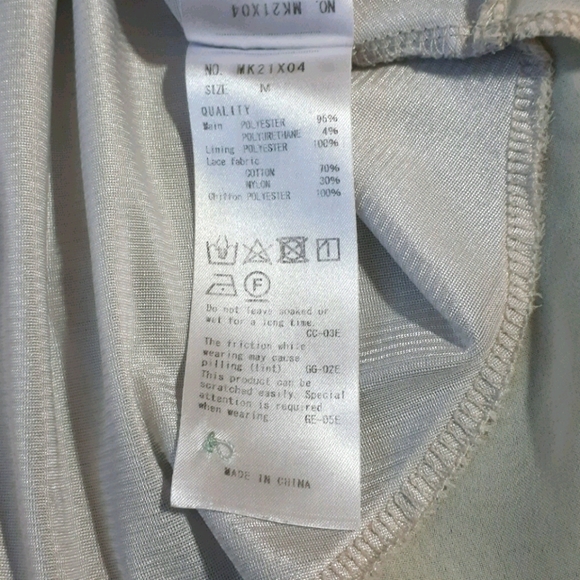 NO. MK21X04
NO. MK21X04
SIZE M
QUALITY
Main POLYESTER 96%
POLYURETHANE 4%
Lining POLYESTER 100%
Lace fabric
COTTON 70%
NYLON 30%
Chiffon POLYESTER 100%
F
Do not leave soaked or
wet for a long time.
CC-03E
The friction while
wearing may cause
pilling (lint)
GG-02E
This product can be
scratched easily. Special
attention is required
when wearing.
GE-05E
MADE IN CHINA